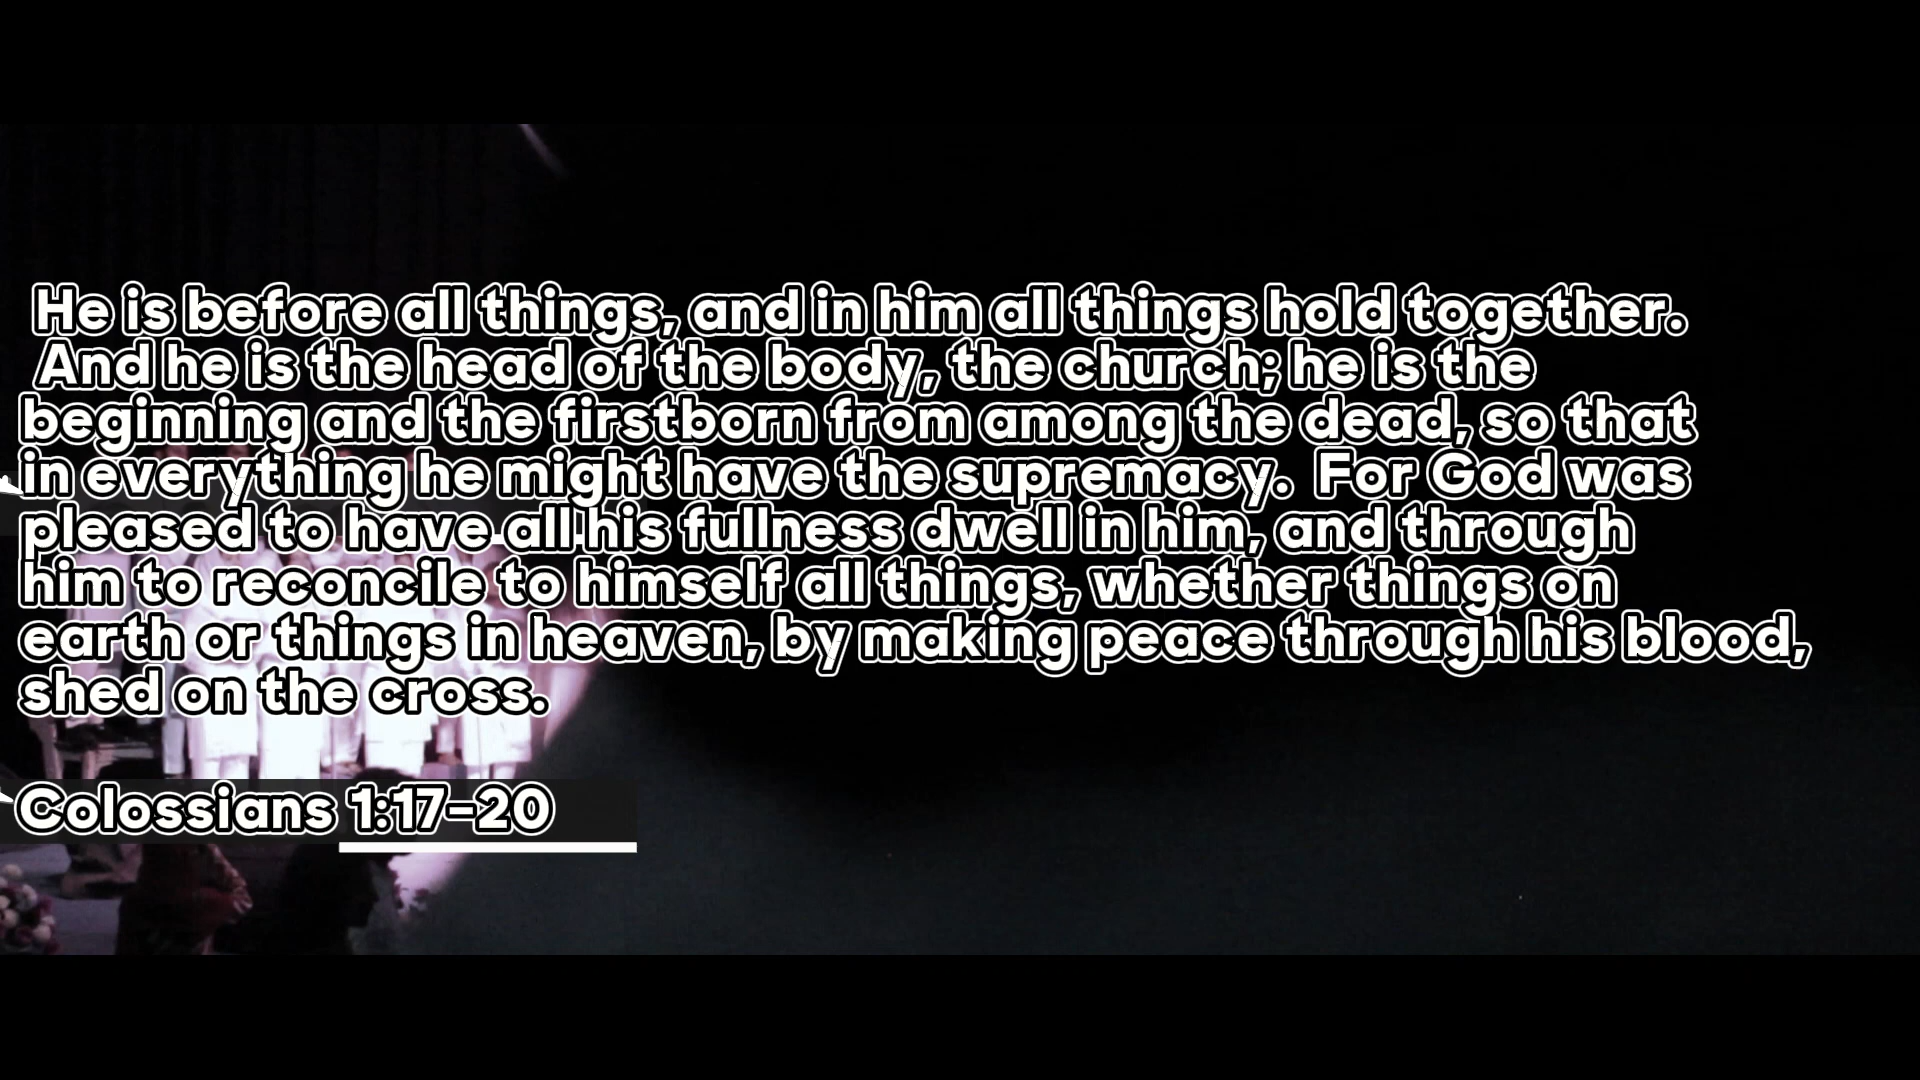 He is before all things, and in him all things hold together.
And he is the head of the body, the church; he is the
beginning and the firstborn from among the dead, so that
in everything he might have the supremacy. For God was
pleased to have all his fullness dwell in him, and through
him to reconcile to himself all things, whether things on
earth or things in heaven, by making peace through his blood,
shed on the cross.
Colossians 1:17-20